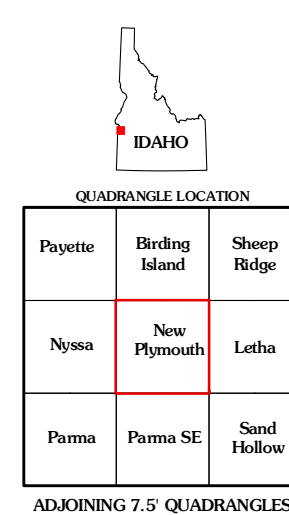 IDAHO
QUADRANGLE LOCATION
Payette
Birding
Island
Sheep
Ridge
Nyssa
New
Plymouth
Letha
Parma
Parma SE
Sand
Hollow
ADJOINING 7.5' QUADRANGLES